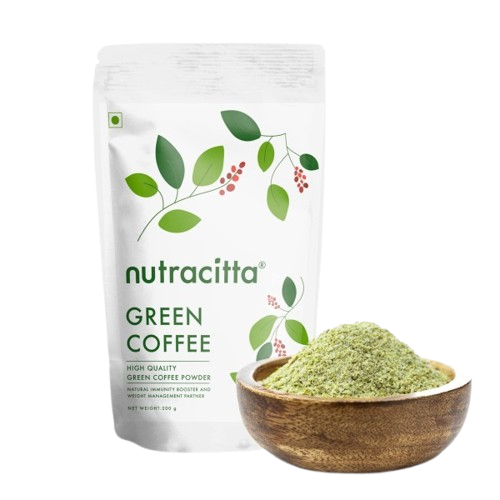 nutracitta®
GREEN
COFFEE
HIGH QUALITY
GREEN COFFEE POWDER
NATURAL IMMUNITY BOOSTER AND
WEIGHT MANAGEMENT PARTNER
NET WEIGHT.200 g